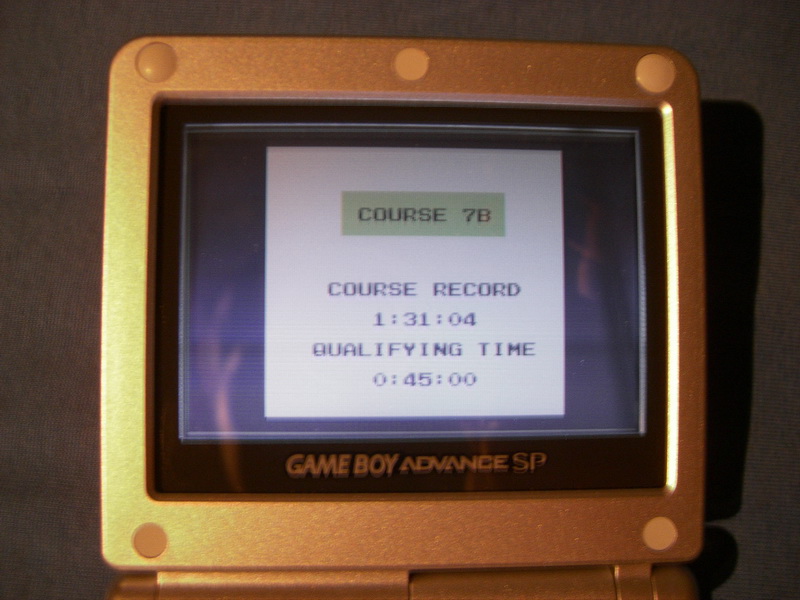 COURSE 7B
COURSE RECORD
1:31:04
QUALIFYING TIME
0:45:00
GAME BOY ADVANCE SP